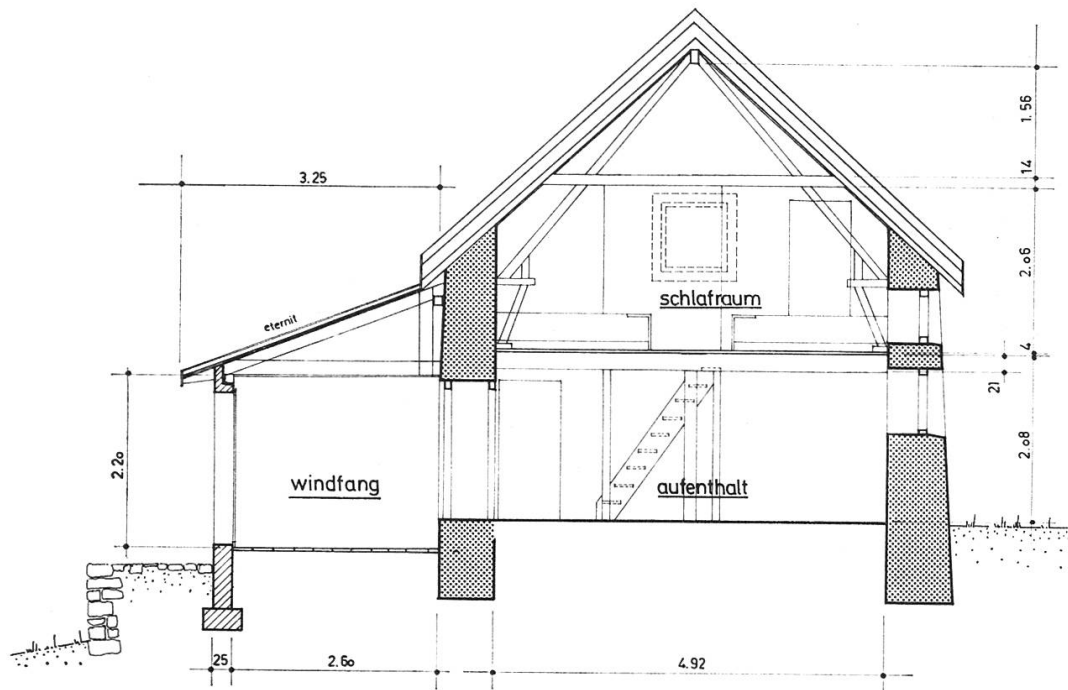 3.25
1.56
14
2.06
4
21
2.08
eternit
schlafraum
2.20
windfang
aufenthalt
25
2.60
4.92